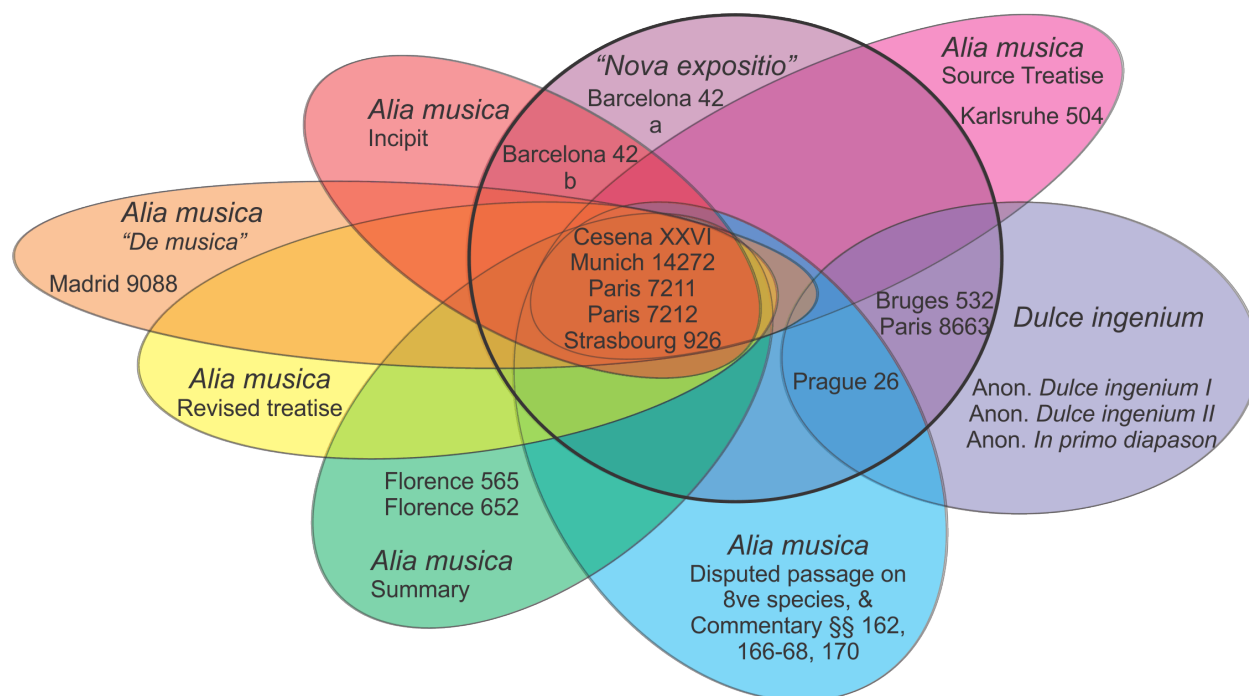 “Nova expositio”
Barcelona 42
a
Alia musica
Source Treatise
Karlsruhe 504
Alia musica
Incipit
Barcelona 42
b
Alia musica
“De musica”
Madrid 9088
Cesena XXVI
Munich 14272
Paris 7211
Paris 7212
Strasbourg 926
Bruges 532
Paris 8663
Dulce ingenium
Anon. Dulce ingenium I
Anon. Dulce ingenium II
Anon. In primo diapason
Prague 26
Alia musica
Revised treatise
Florence 565
Florence 652
Alia musica
Summary
Alia musica
Disputed passage on
8ve species, &
Commentary §§ 162,
166-68, 170